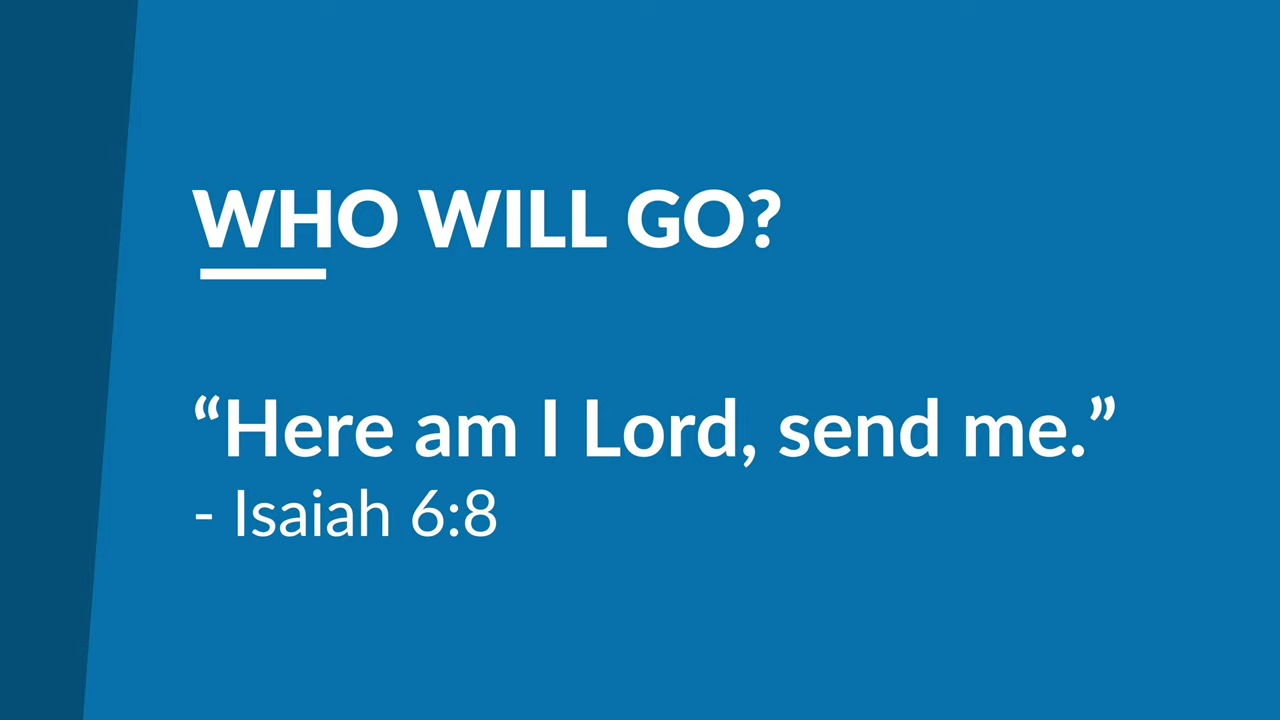 WHO WILL GO?
“Here am I Lord, send me.”
- Isaiah 6:8